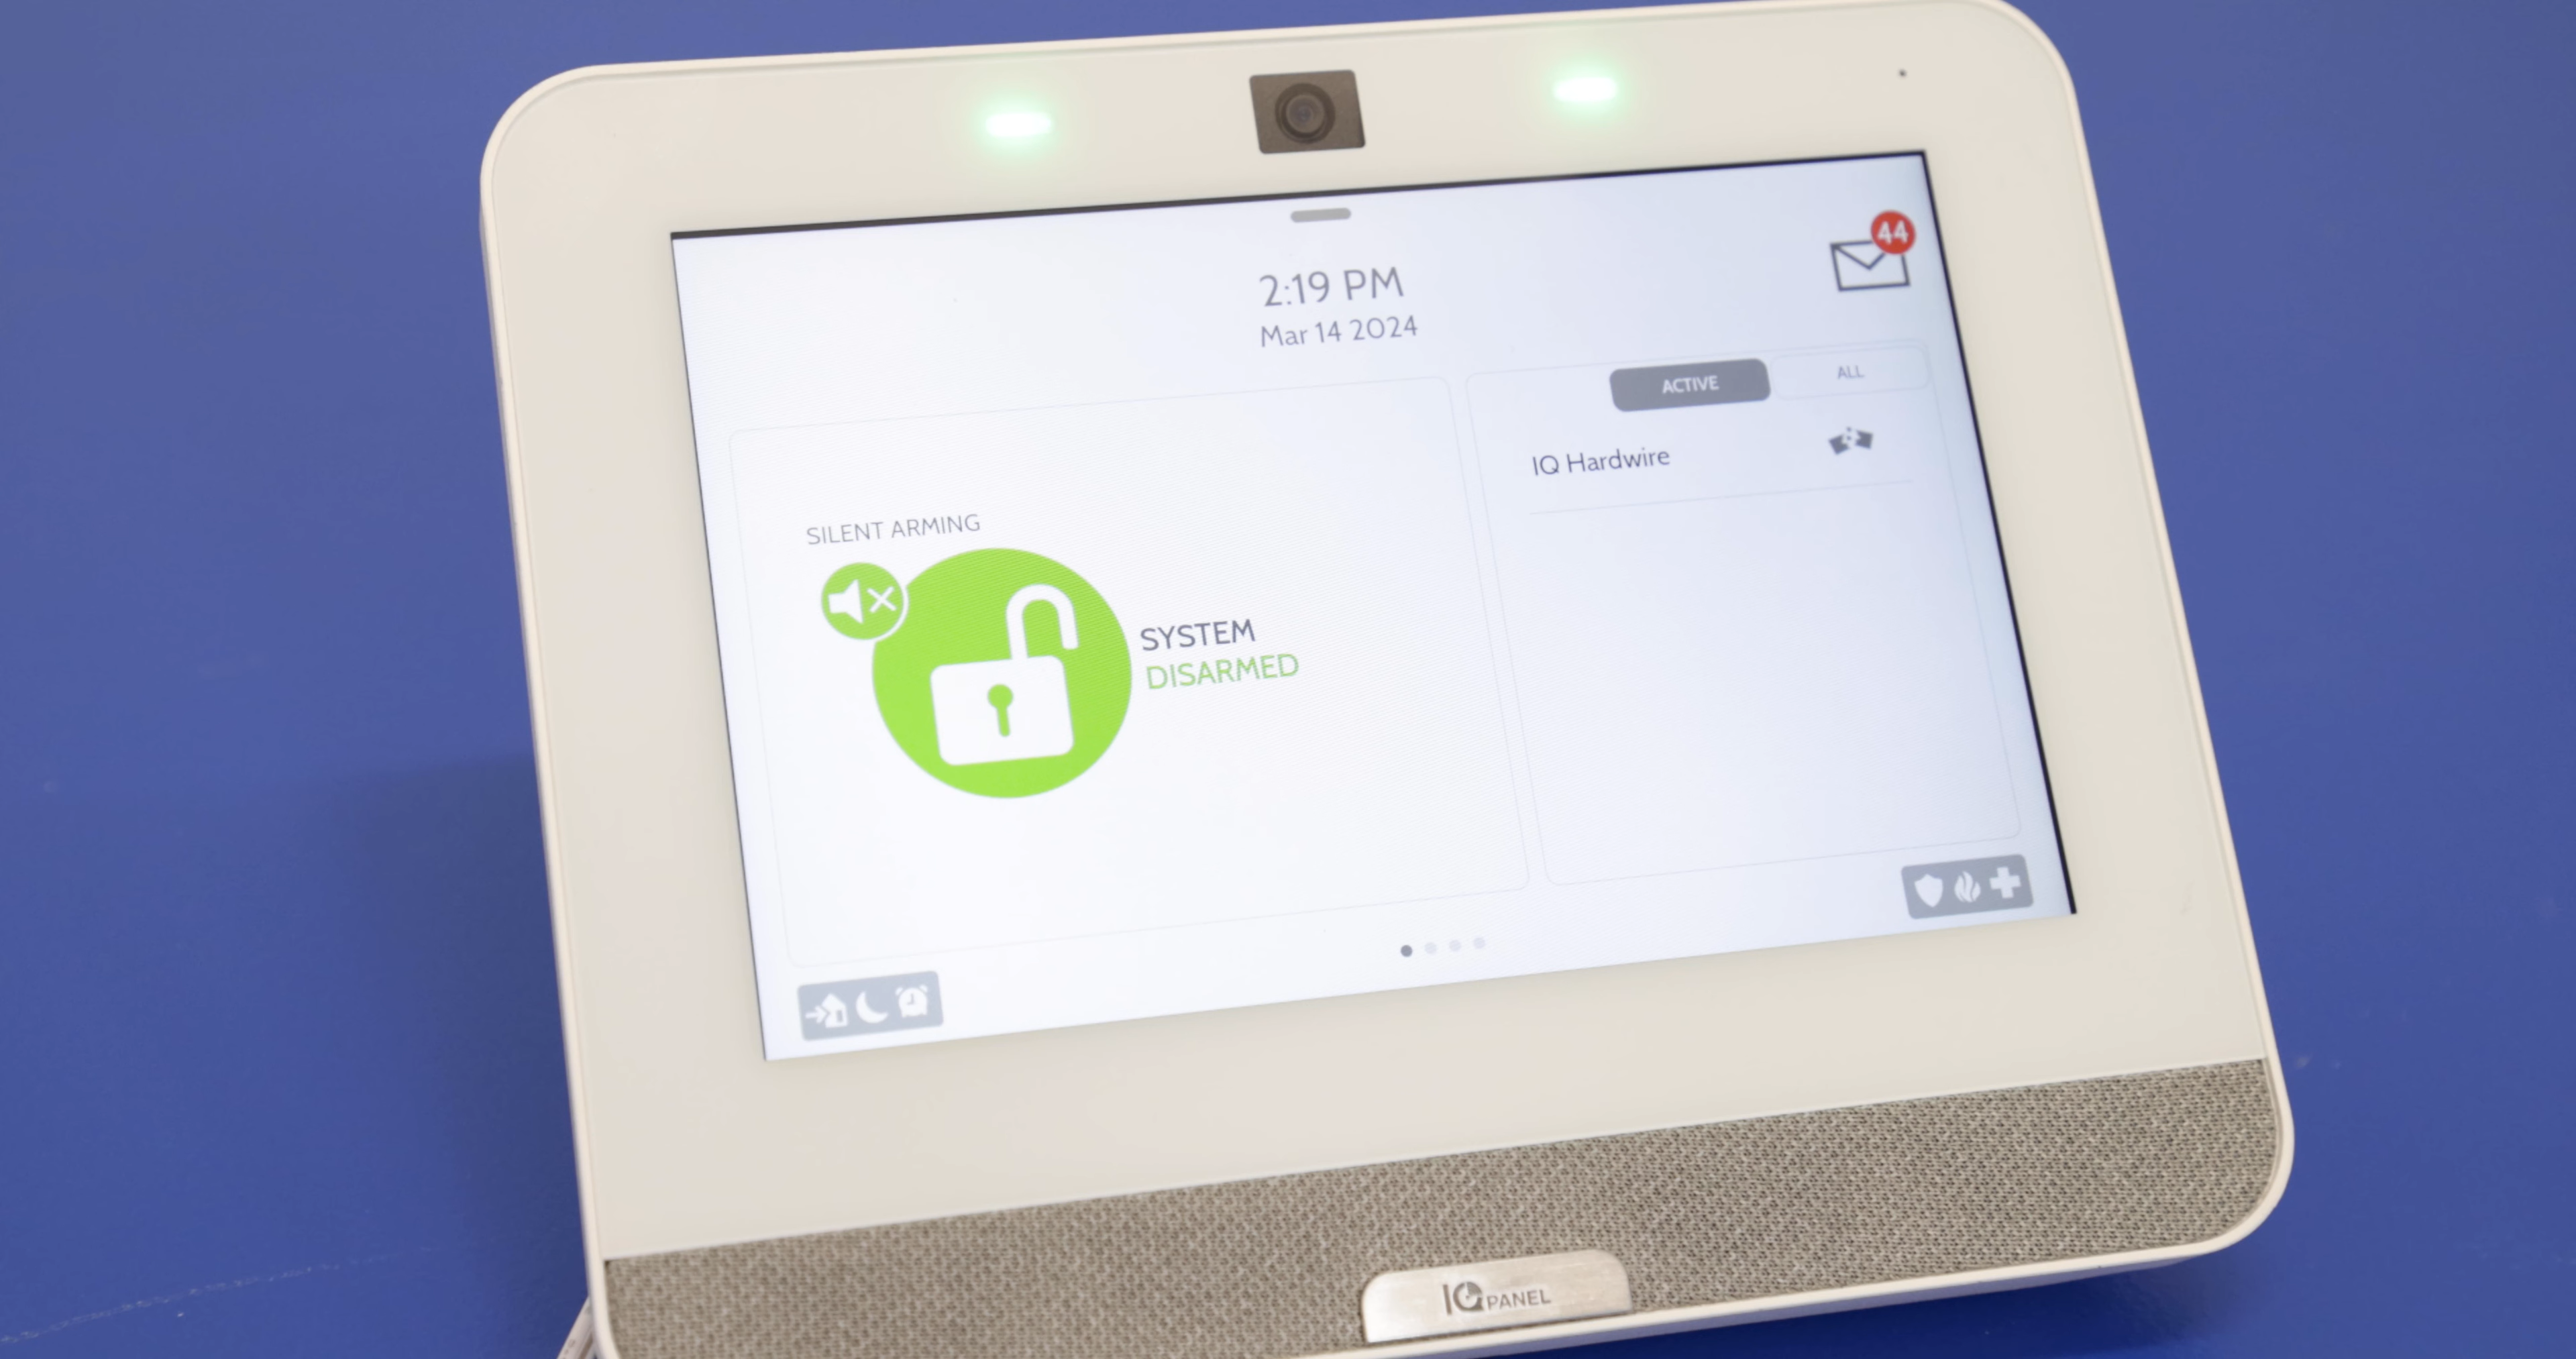 44
2:19 PM
Mar 14 2024
ACTIVE
ALL
IQ Hardwire
SILENT ARMING
SYSTEM
DISARMED
IQ PANEL